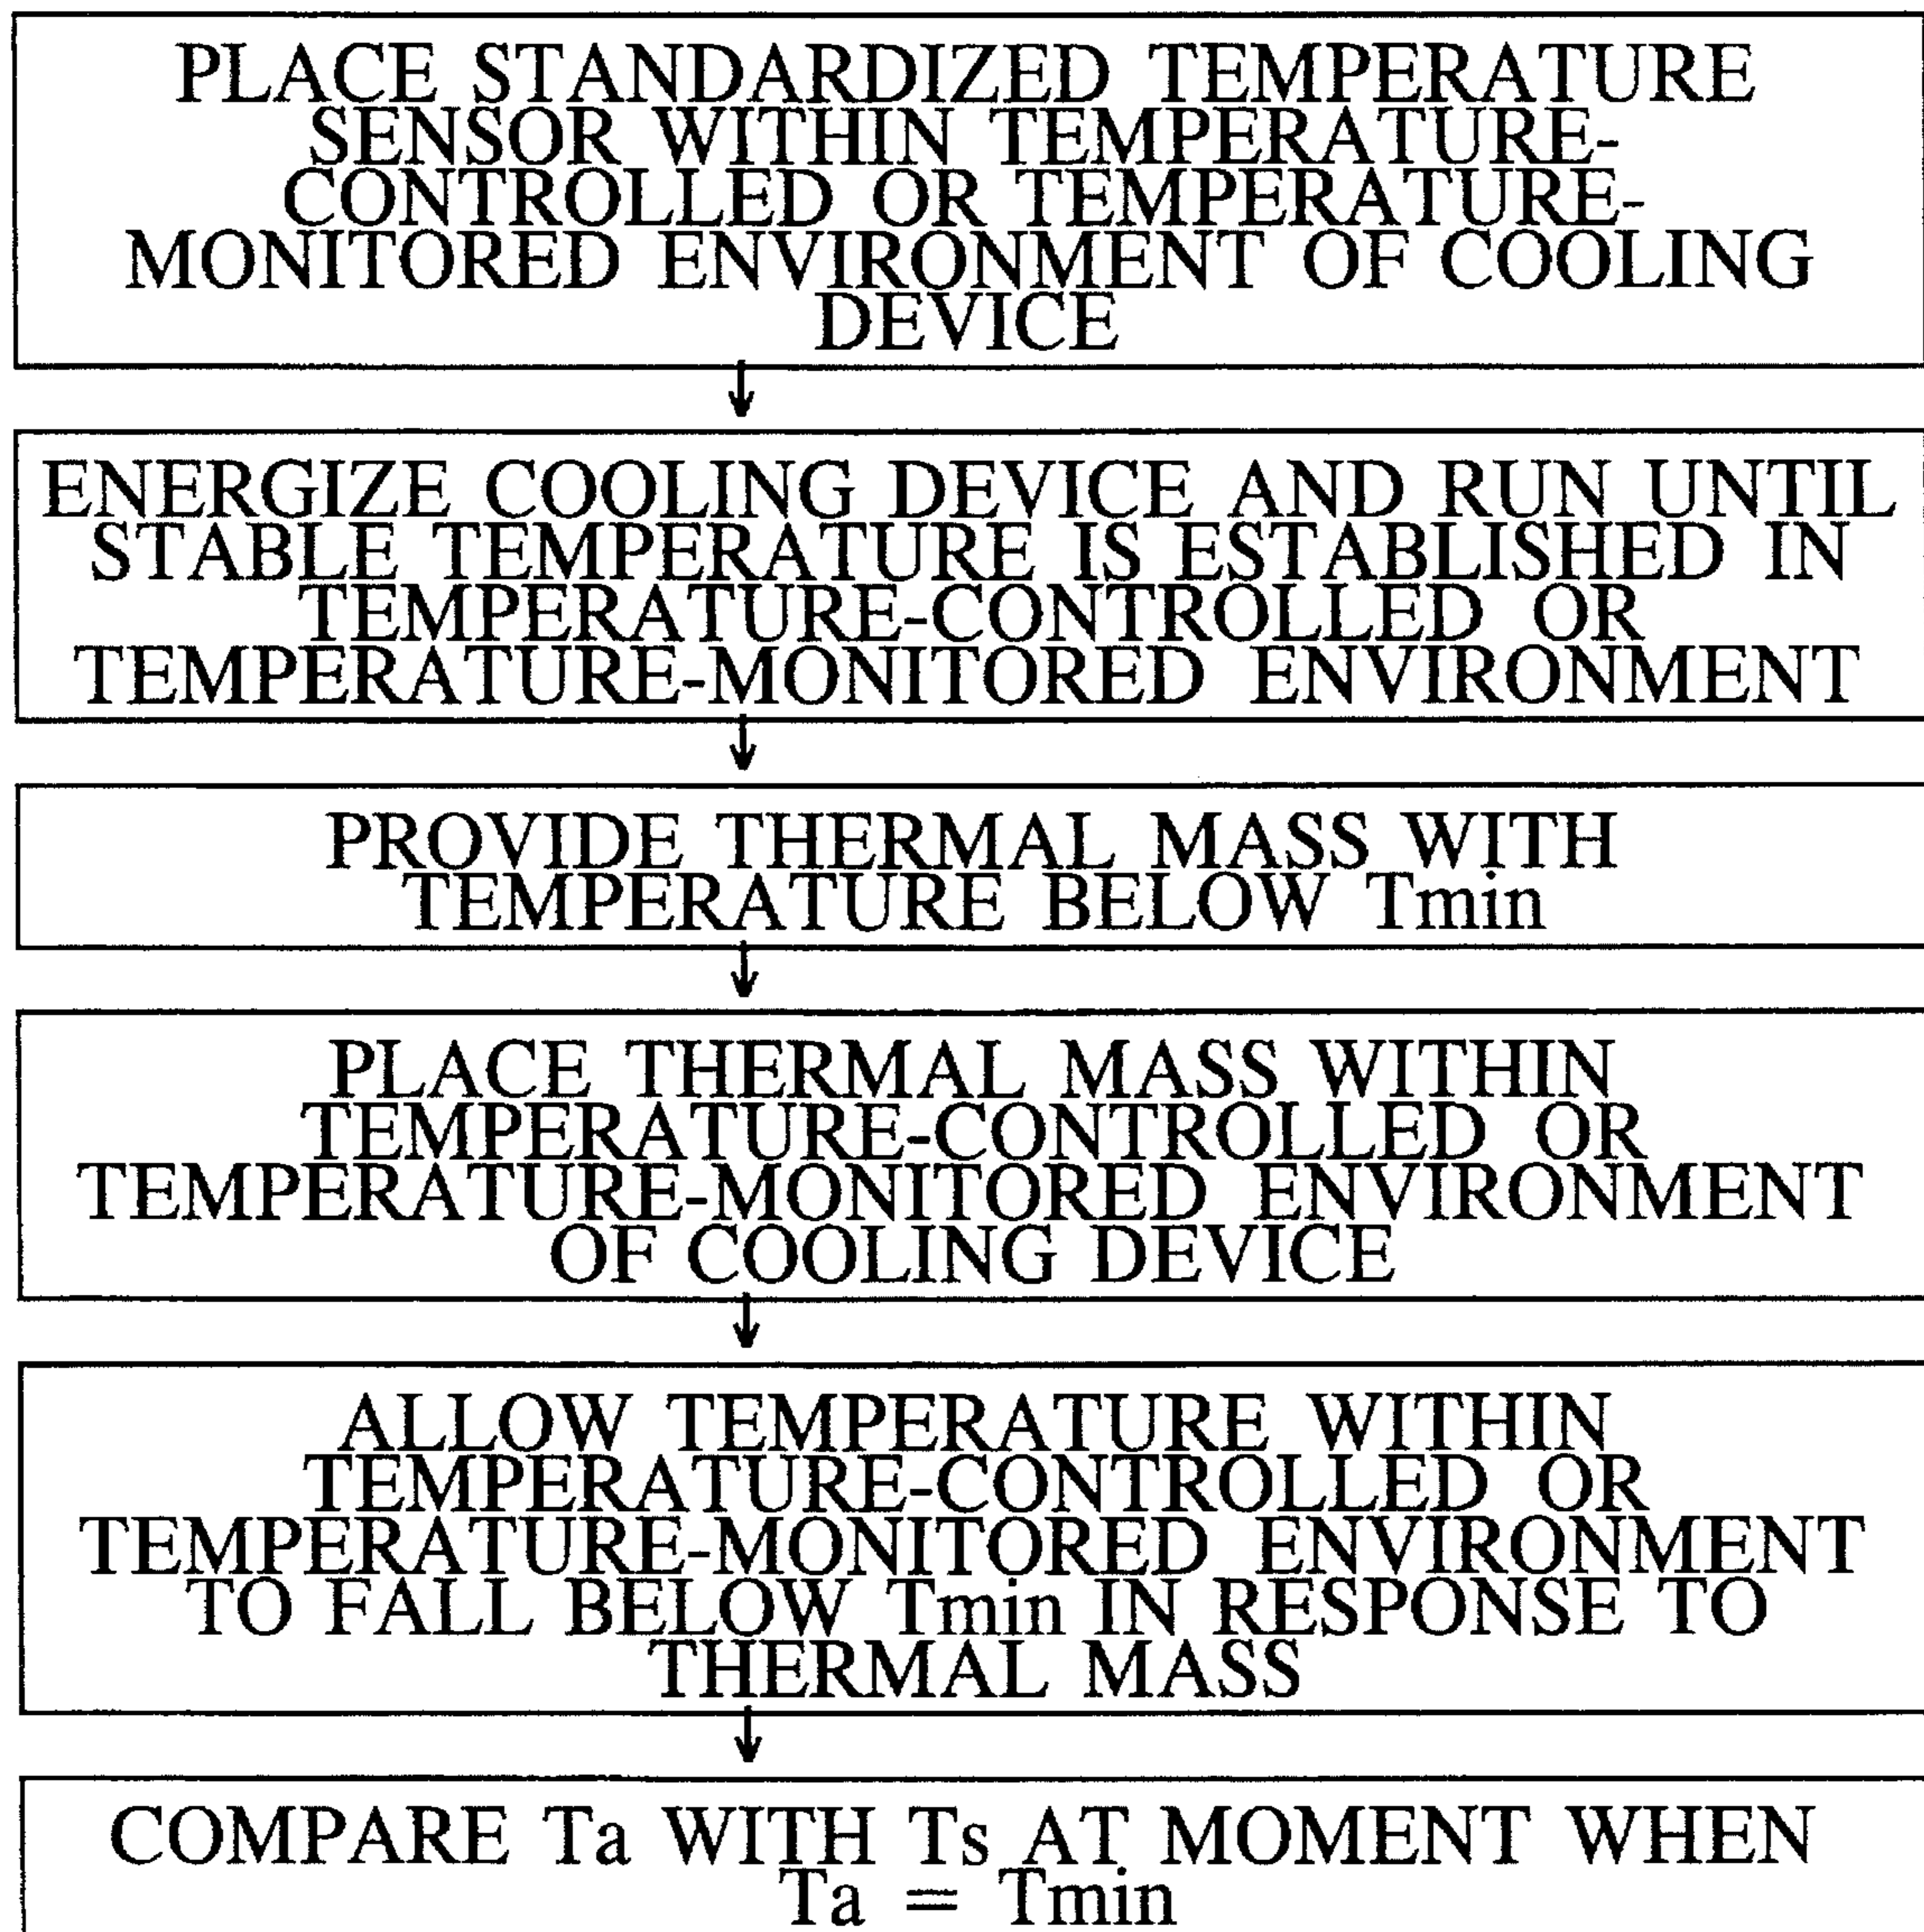 PLACE STANDARDIZED TEMPERATURE
SENSOR WITHIN TEMPERATURE-
CONTROLLED OR TEMPERATURE-
MONITORED ENVIRONMENT OF COOLING
DEVICE
ENERGIZE COOLING DEVICE AND RUN UNTIL
STABLE TEMPERATURE IS ESTABLISHED IN
TEMPERATURE-CONTROLLED OR
TEMPERATURE-MONITORED ENVIRONMENT
PROVIDE THERMAL MASS WITH
TEMPERATURE BELOW Tmin
PLACE THERMAL MASS WITHIN
TEMPERATURE-CONTROLLED OR
TEMPERATURE-MONITORED ENVIRONMENT
OF COOLING DEVICE
ALLOW TEMPERATURE WITHIN
TEMPERATURE-CONTROLLED OR
TEMPERATURE-MONITORED ENVIRONMENT
TO FALL BELOW Tmin IN RESPONSE TO
THERMAL MASS
COMPARE Ta WITH Ts AT MOMENT WHEN
Ta = Tmin